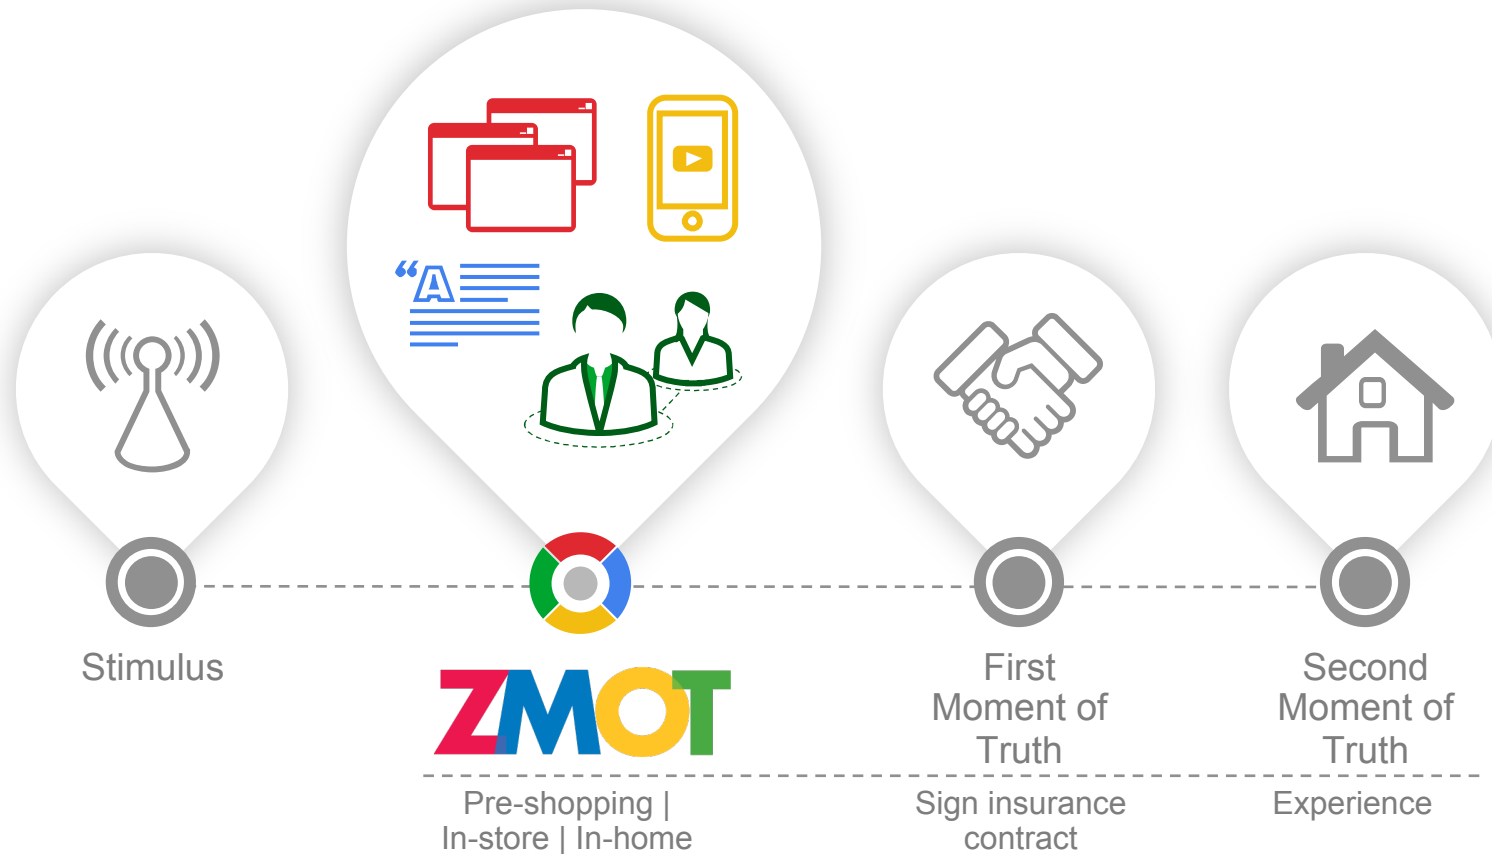 “A
Stimulus
ZMOT
First
Moment of
Truth
Second
Moment of
Truth
Pre-shopping |
In-store | In-home
Sign insurance
contract
Experience